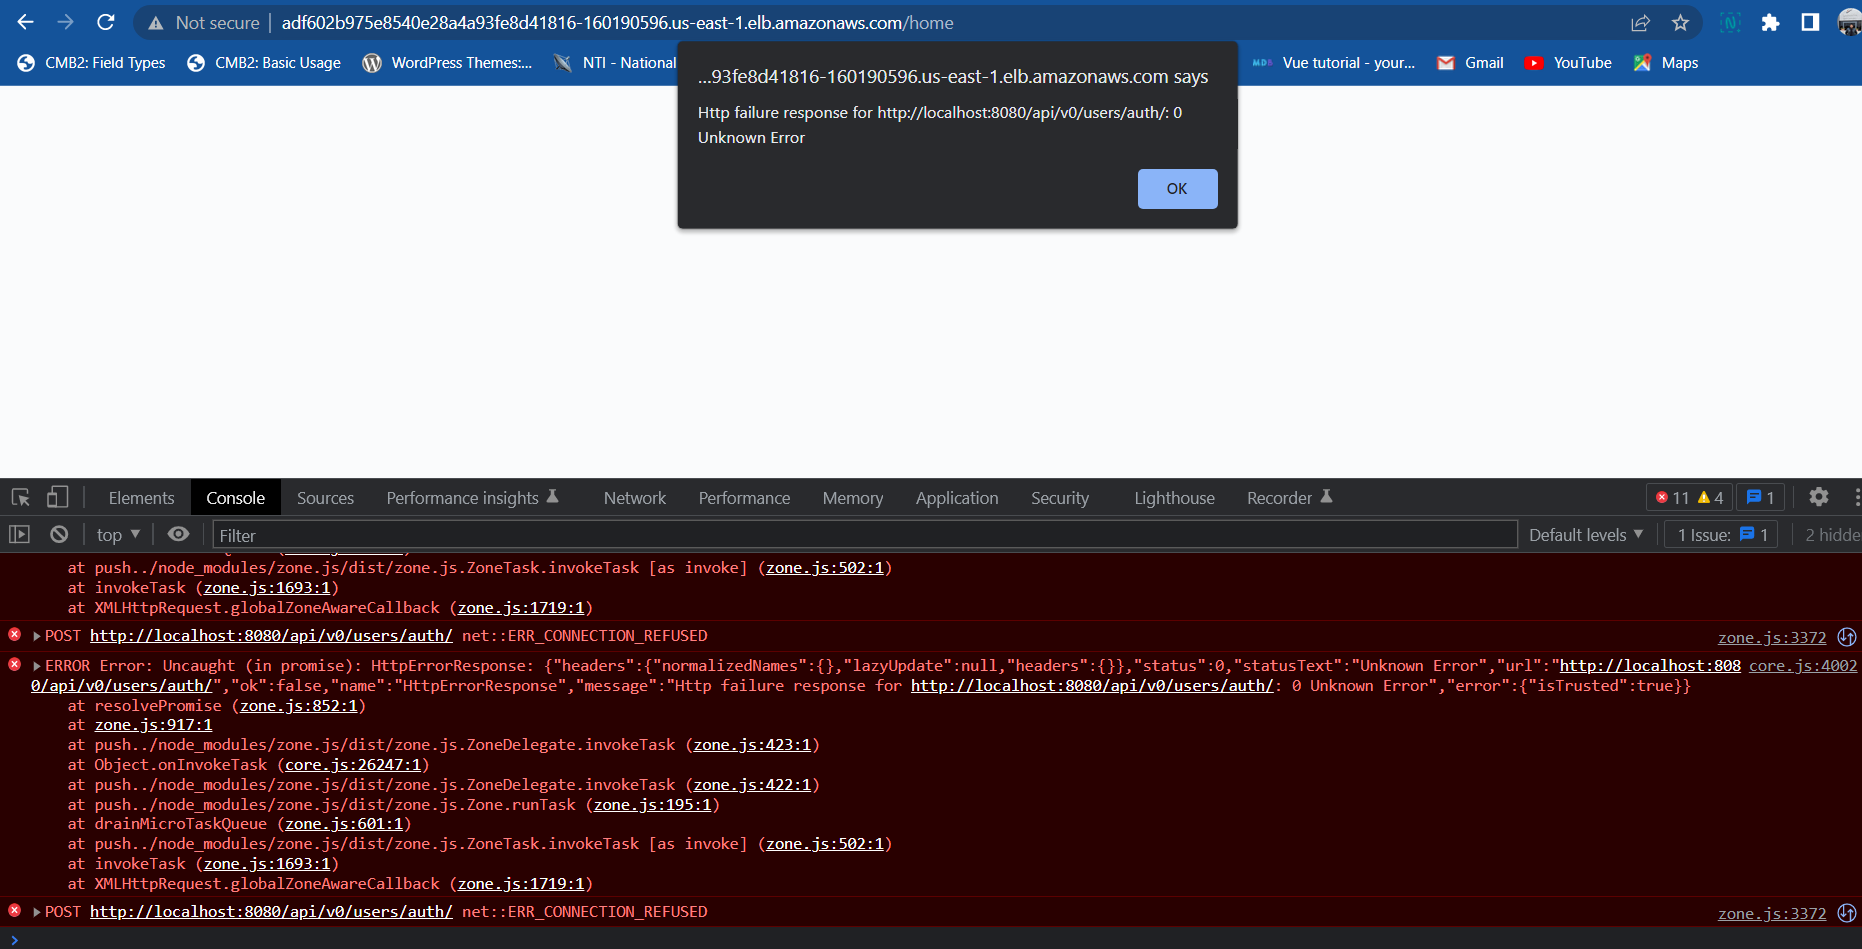 Not secure | adf602b975e8540e28a4a93fe8d41816-160190596.us-east-1.elb.amazonaws.com/home
CMB2: Field Types CMB2: Basic Usage WordPress Themes:... NTI - National MDB Vue tutorial - your... Gmail YouTube Maps
...93fe8d41816-160190596.us-east-1.elb.amazonaws.com says
Http failure response for http://localhost:8080/api/v0/users/auth/: 0
Unknown Error
OK
Elements Console Sources Performance insights Network Performance Memory Application Security Lighthouse Recorder 11 4 1
top Filter Default levels 1 Issue: 1 2 hidde
at push../node_modules/zone.js/dist/zone.js.ZoneTask.invokeTask [as invoke] (zone.js:502:1)
at invokeTask (zone.js:1693:1)
at XMLHttpRequest.globalZoneAwareCallback (zone.js:1719:1)
POST http://localhost:8080/api/v0/users/auth/ net::ERR_CONNECTION_REFUSED zone.js:3372
ERROR Error: Uncaught (in promise): HttpErrorResponse: {"headers":{"normalizedNames":{},"lazyUpdate":null,"headers":{}},"status":0,"statusText":"Unknown Error","url":"http://localhost:808 core.js:4002
0/api/v0/users/auth/","ok":false,"name":"HttpErrorResponse","message":"Http failure response for http://localhost:8080/api/v0/users/auth/: 0 Unknown Error","error":{"isTrusted":true}}
at resolvePromise (zone.js:852:1)
at zone.js:917:1
at push../node_modules/zone.js/dist/zone.js.ZoneDelegate.invokeTask (zone.js:423:1)
at Object.onInvokeTask (core.js:26247:1)
at push../node_modules/zone.js/dist/zone.js.ZoneDelegate.invokeTask (zone.js:422:1)
at push../node_modules/zone.js/dist/zone.js.Zone.runTask (zone.js:195:1)
at drainMicroTaskQueue (zone.js:601:1)
at push../node_modules/zone.js/dist/zone.js.ZoneTask.invokeTask [as invoke] (zone.js:502:1)
at invokeTask (zone.js:1693:1)
at XMLHttpRequest.globalZoneAwareCallback (zone.js:1719:1)
POST http://localhost:8080/api/v0/users/auth/ net::ERR_CONNECTION_REFUSED zone.js:3372